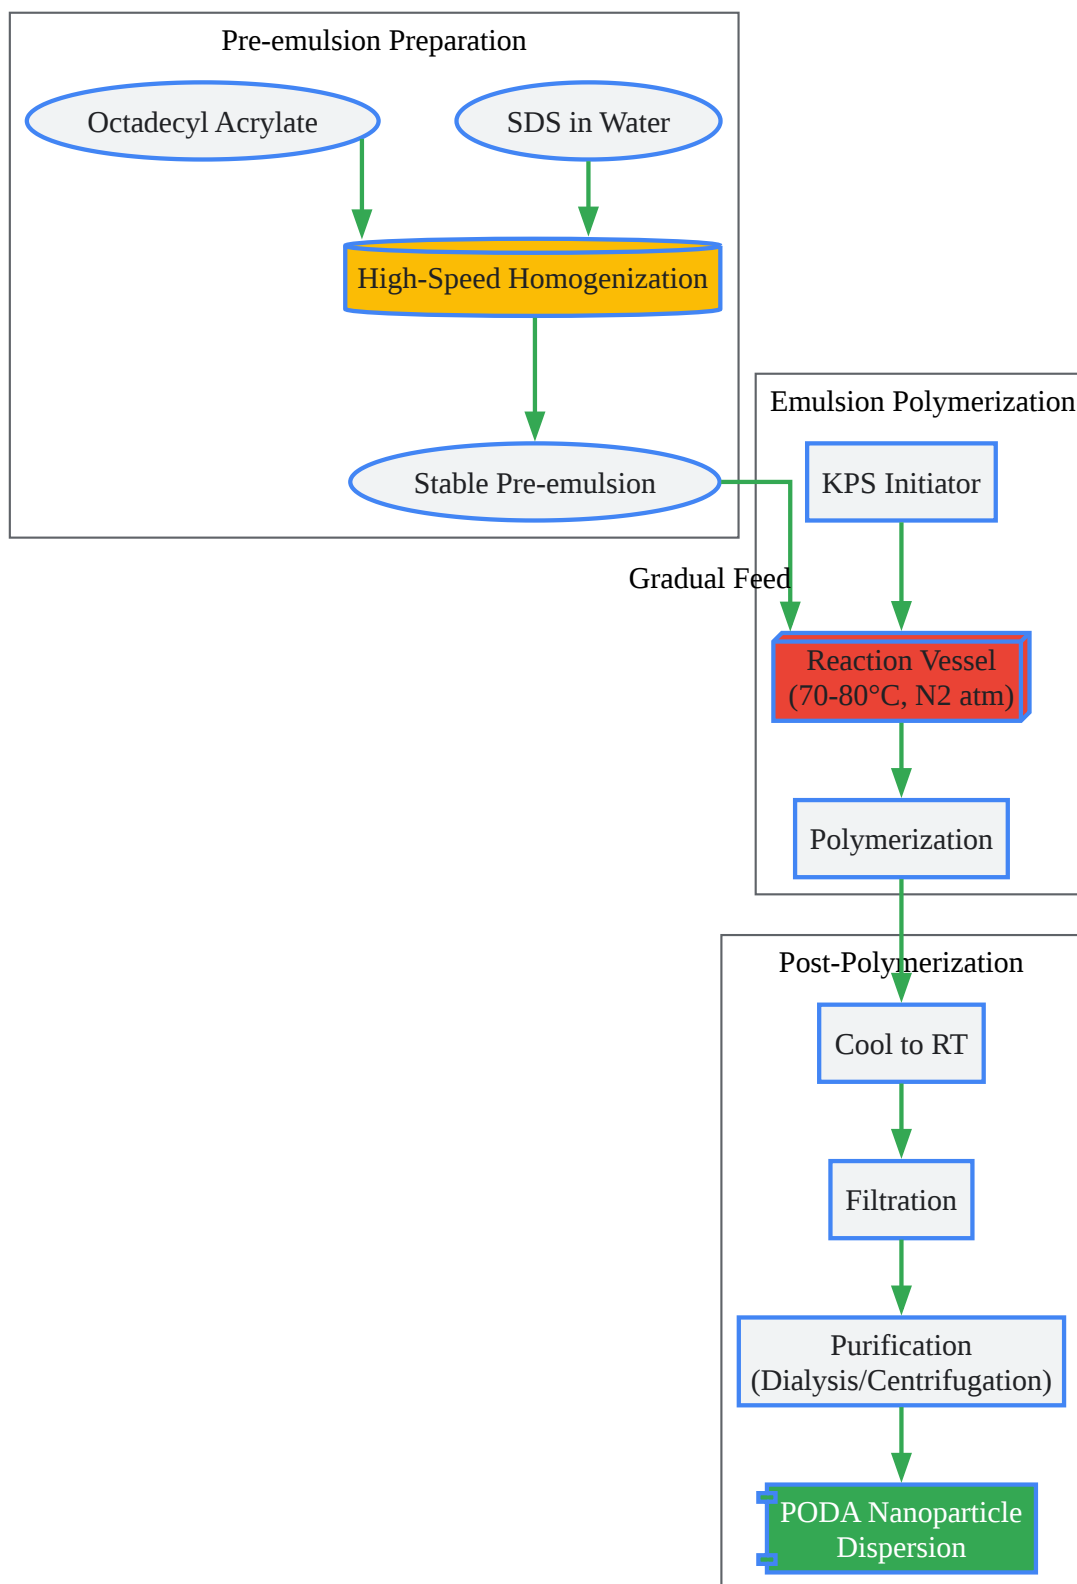 Pre-emulsion Preparation
Octadecyl Acrylate
SDS in Water
High-Speed Homogenization
Stable Pre-emulsion
Gradual Feed
Emulsion Polymerization
KPS Initiator
Reaction Vessel
(70-80°C, N2 atm)
Polymerization
Post-Polymerization
Cool to RT
Filtration
Purification
(Dialysis/Centrifugation)
PODA Nanoparticle
Dispersion